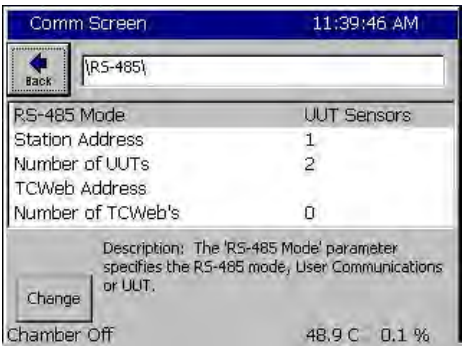 Comm Screen 11:39:46 AM
Back
\RS-485\
RS-485 Mode UUT Sensors
Station Address 1
Number of UUTs 2
TCWeb Address
Number of TCWeb's 0
Description: The 'RS-485 Mode' parameter
specifies the RS-485 mode, User Communications
or UUT.
Change
Chamber Off 48.9 C 0.1 %